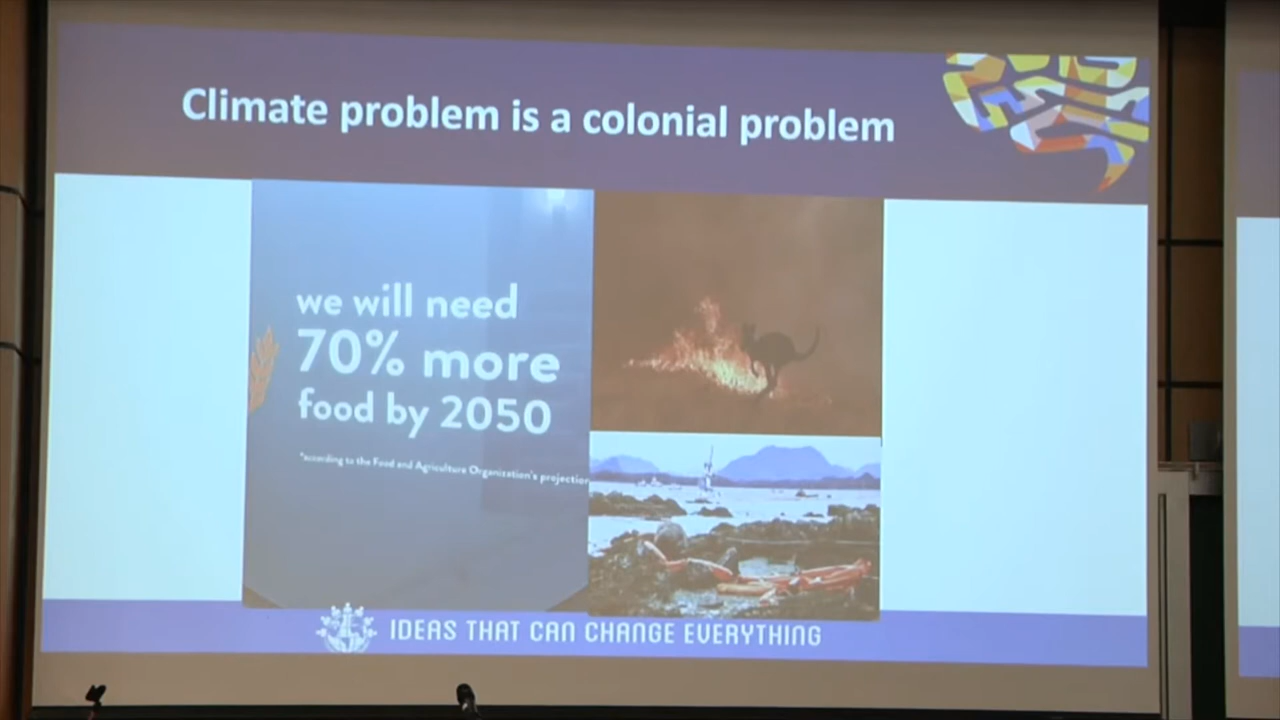 Climate problem is a colonial problem
we will need
70% more
food by 2050
*according to the Food and Agriculture Organization's projection
IDEAS THAT CAN CHANGE EVERYTHING